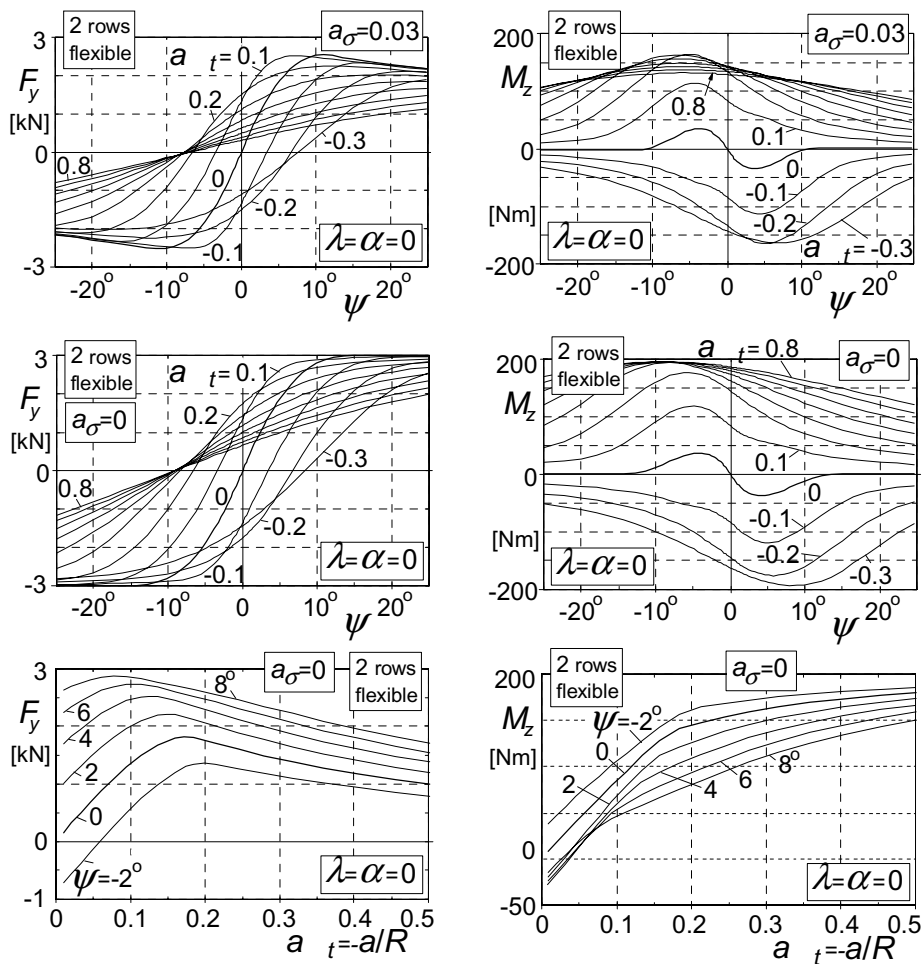 2 rows
flexible
a_σ=0.03
a t=0.1
0.2
-0.3
0.8
0
-0.2
-0.1
λ=α=0
3
F_y
[kN]
0
-3
-20° -10° 0 10° ψ 20°
2 rows
flexible
a_σ=0.03
0.8
0.1
0
-0.1
-0.2
a t=-0.3
λ=α=0
200
M_z
0
[Nm]
-200
-20° -10° 0 10° ψ 20°
2 rows
flexible
a_σ=0
a t=0.1
0.2
-0.3
0.8
0
-0.2
-0.1
λ=α=0
3
F_y
[kN]
0
-3
-20° -10° 0 10° 20°
ψ
2 rows
flexible
a_σ=0
a t=0.8
0.1
0
-0.1
-0.2
-0.3
λ=α=0
200
M_z
0
[Nm]
-200
-20° -10° 0 10° 20°
ψ
a_σ=0
2 rows
flexible
8°
6
4
2
0
ψ=-2°
λ=α=0
3
F_y
[kN]
0
-1
0 0.1 0.2 0.3 0.4 0.5
a t=-a/R
2 rows
flexible
a_σ=0
ψ=-2°
0
2
4
6
8°
λ=α=0
200
M_z
[Nm]
0
-50
0 0.1 0.2 0.3 0.4 0.5
a t=-a/R